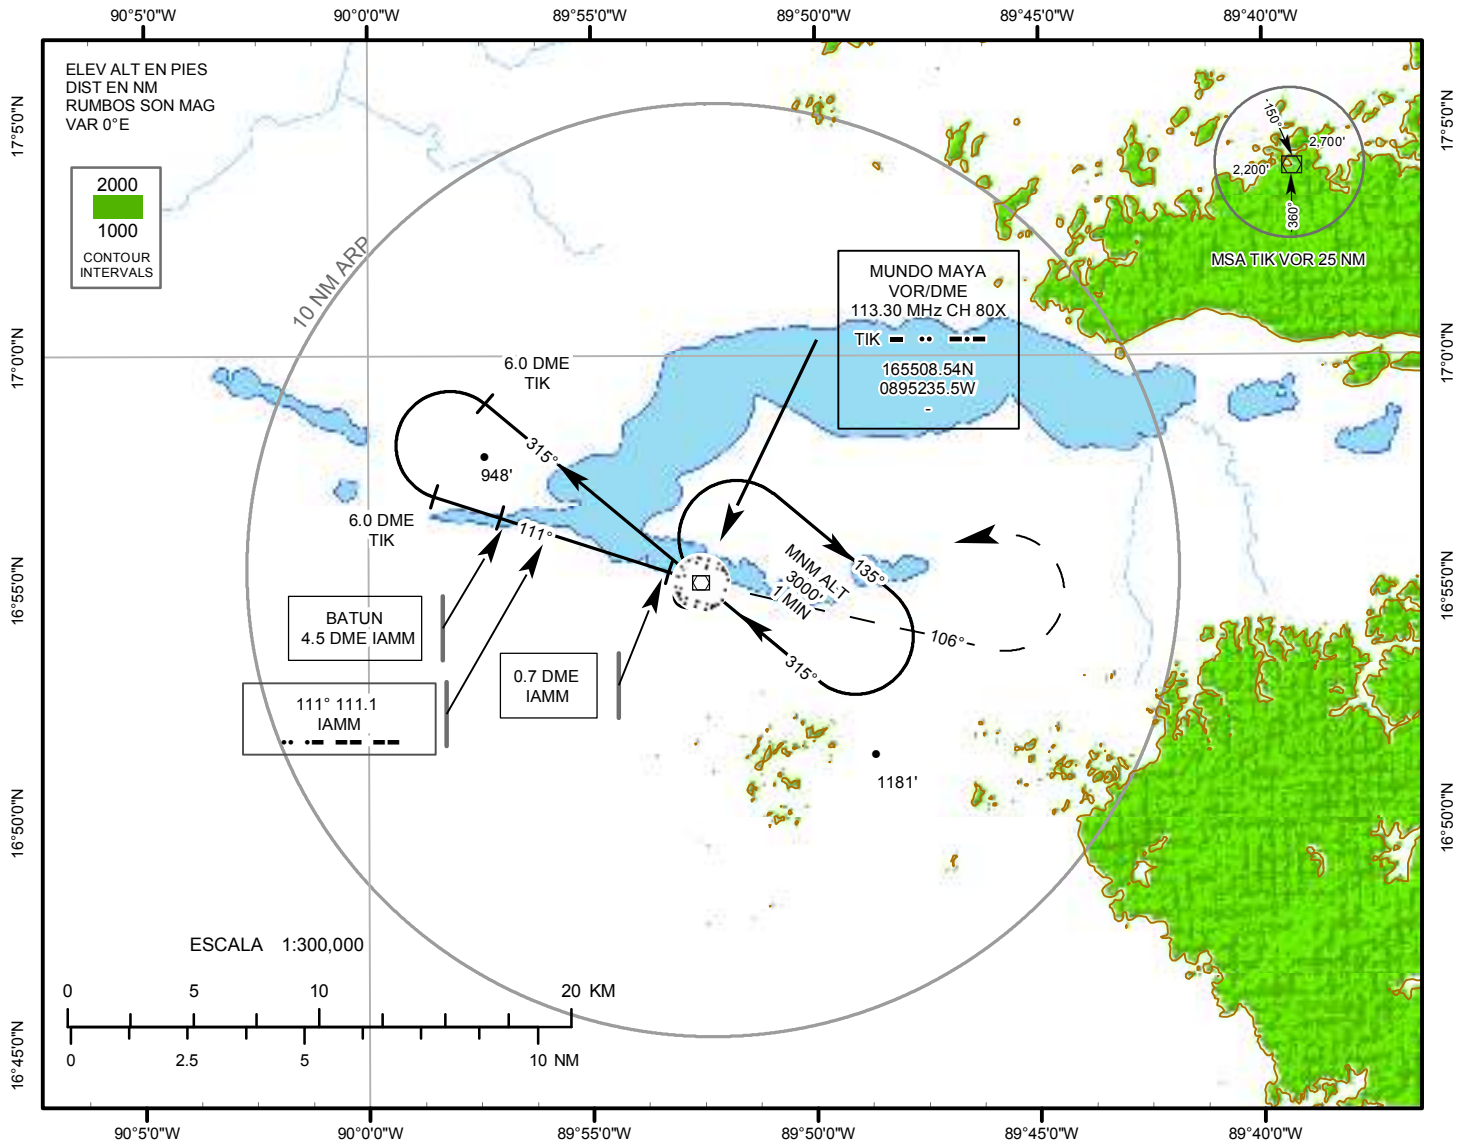 90°5'0"W
90°0'0"W
89°55'0"W
89°50'0"W
89°45'0"W
89°40'0"W
ELEV ALT EN PIES
DIST EN NM
RUMBOS SON MAG
VAR 0°E
17°5'0"N
17°5'0"N
2000
1000
CONTOUR
INTERVALS
10 NM ARP
150°
2,700'
2,200'
360°
MSA TIK VOR 25 NM
MUNDO MAYA
VOR/DME
113.30 MHz CH 80X
TIK
165508.54N
0895235.5W
-
17°0'0"N
17°0'0"N
6.0 DME
TIK
315°
948'
6.0 DME
TIK
111°
MNM ALT
3000'
1 MIN
135°
106°
315°
16°55'0"N
16°55'0"N
BATUN
4.5 DME IAMM
0.7 DME
IAMM
111° 111.1
IAMM
1181'
16°50'0"N
16°50'0"N
ESCALA 1:300,000
0 5 10 20 KM
0 2.5 5 10 NM
16°45'0"N
90°5'0"W
90°0'0"W
89°55'0"W
89°50'0"W
89°45'0"W
89°40'0"W